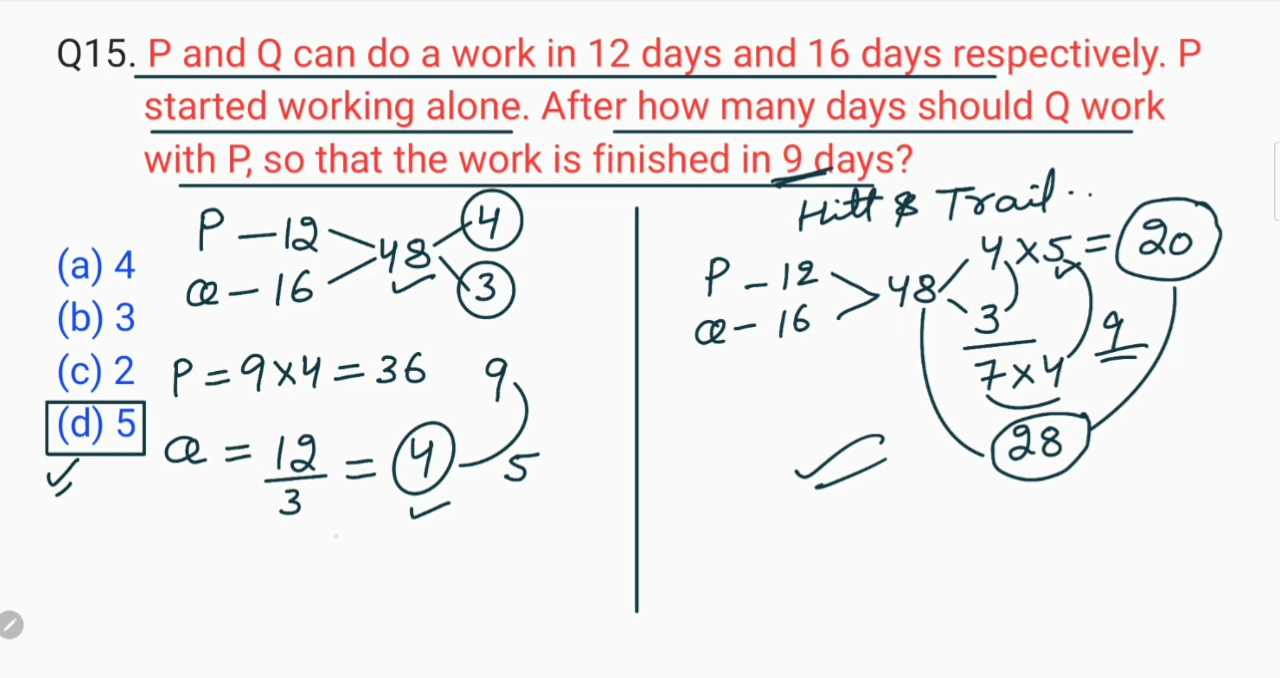 Q15. P and Q can do a work in 12 days and 16 days respectively. P
started working alone. After how many days should Q work
with P, so that the work is finished in 9 days?
(a) 4
(b) 3
(c) 2
(d) 5
P - 12 > 48 4
Q - 16 3
P = 9 x 4 = 36
Q = 12/3 = 4
9
5
Hitt & Trail..
P - 12 > 48 4 x 5 = 20
Q - 16 3
7 x 4 9
28